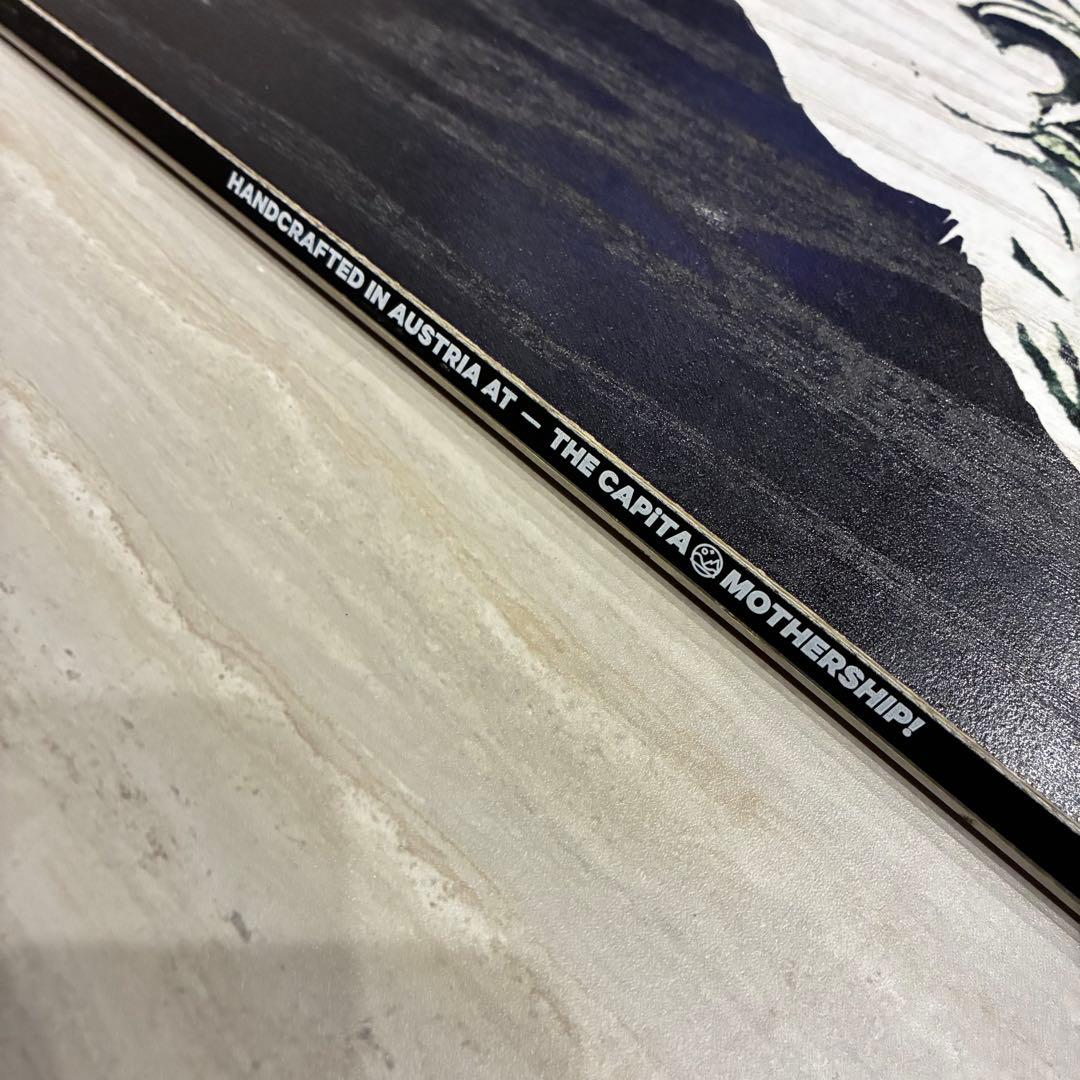 HANDCRAFTED IN AUSTRIA AT — THE CAPiTA MOTHERSHIP!